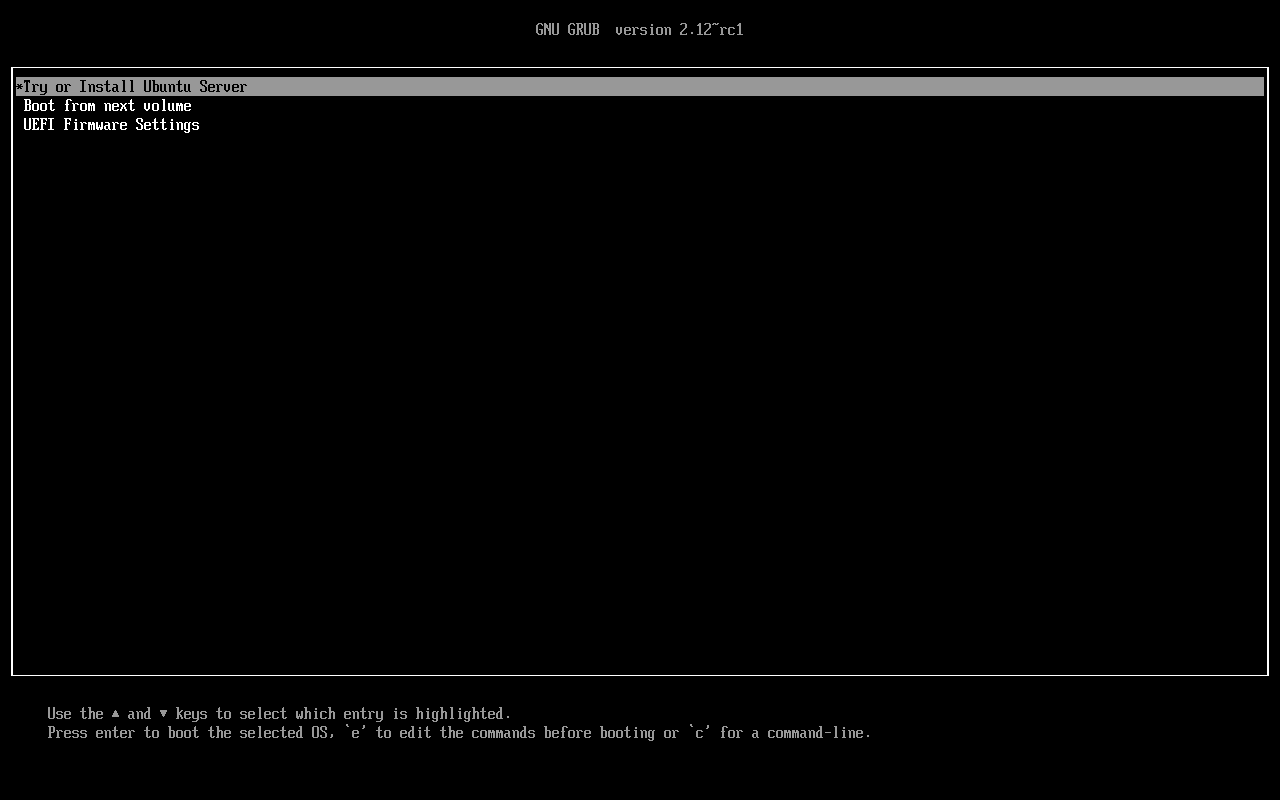 GNU GRUB  version 2.12~rc1
*Try or Install Ubuntu Server
Boot from next volume
UEFI Firmware Settings
Use the ▲ and ▼ keys to select which entry is highlighted.
Press enter to boot the selected OS, `e' to edit the commands before booting or `c' for a command-line.